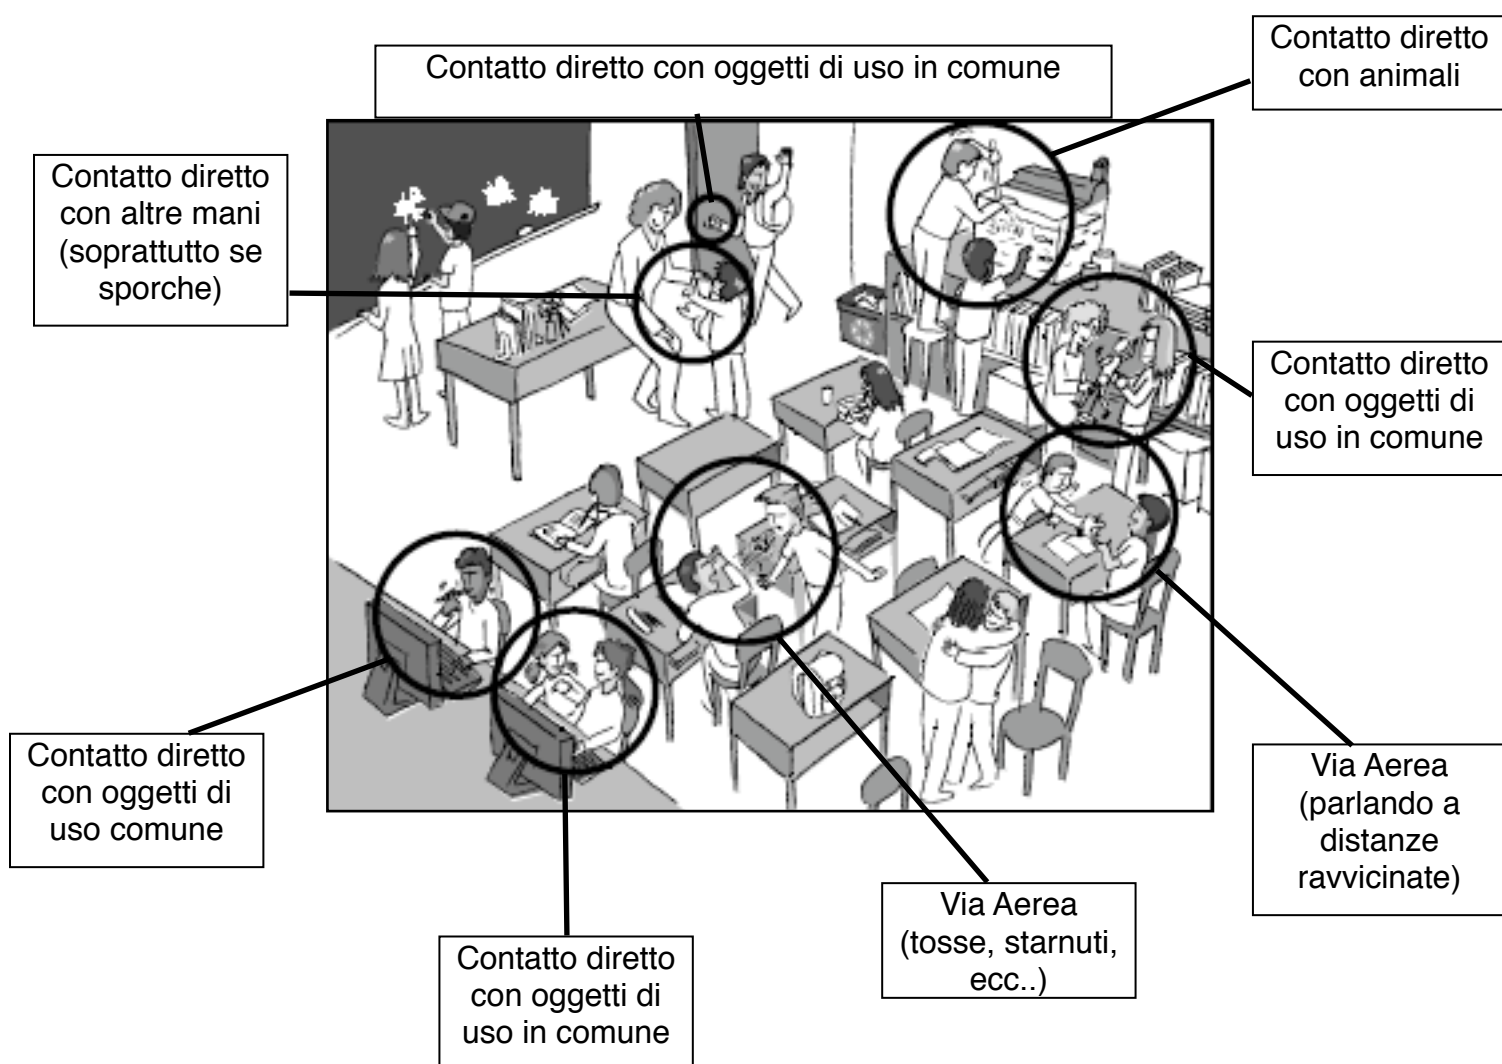 Contatto diretto
con animali
Contatto diretto con oggetti di uso in comune
Contatto diretto
con altre mani
(soprattutto se
sporche)
Contatto diretto
con oggetti di
uso in comune
Contatto diretto
con oggetti di
uso comune
Via Aerea
(parlando a
distanze
ravvicinate)
Via Aerea
(tosse, starnuti,
ecc..)
Contatto diretto
con oggetti di
uso in comune